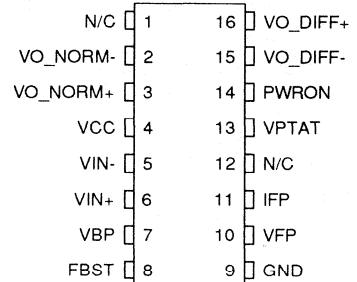 N/C 1 16 VO_DIFF+
VO_NORM- 2 15 VO_DIFF-
VO_NORM+ 3 14 PWRON
VCC 4 13 VPTAT
VIN- 5 12 N/C
VIN+ 6 11 IFP
VBP 7 10 VFP
FBST 8 9 GND